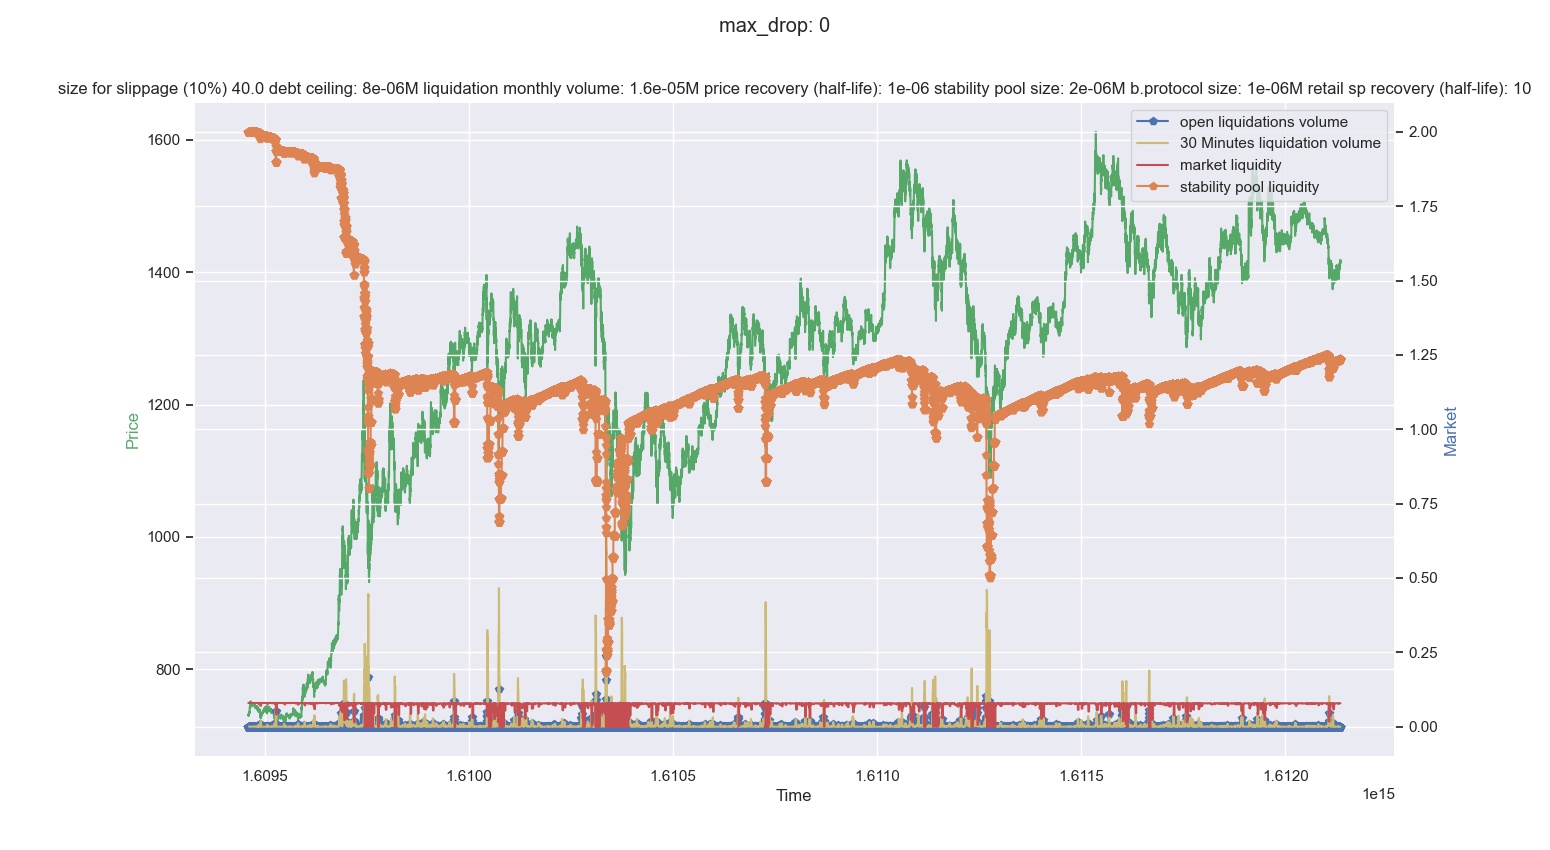 max_drop: 0
size for slippage (10%) 40.0 debt ceiling: 8e-06M liquidation monthly volume: 1.6e-05M price recovery (half-life): 1e-06 stability pool size: 2e-06M b.protocol size: 1e-06M retail sp recovery (half-life): 10
open liquidations volume
30 Minutes liquidation volume
market liquidity
stability pool liquidity
1600
1400
1200
1000
800
Price
2.00
1.75
1.50
1.25
1.00
0.75
0.50
0.25
0.00
Market
1.6095
1.6100
1.6105
1.6110
1.6115
1.6120
1e15
Time